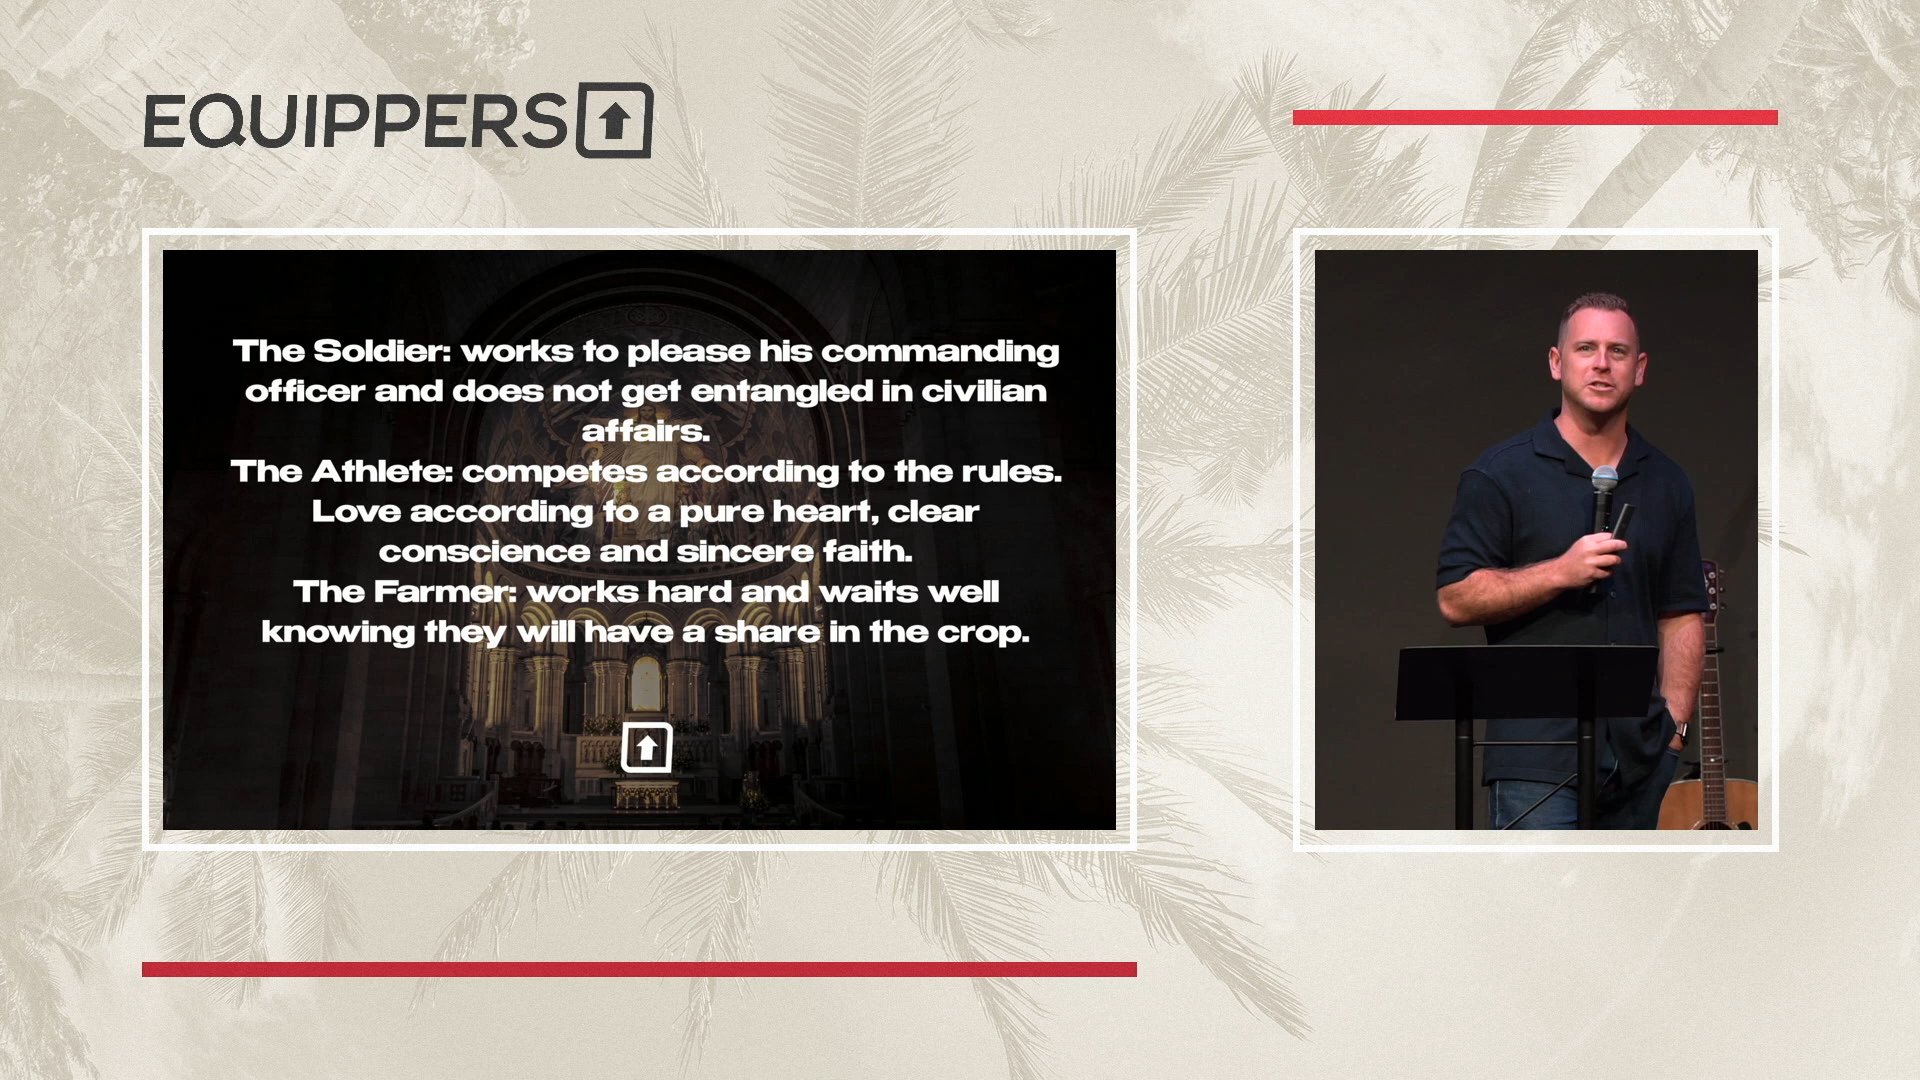 EQUIPPERS
The Soldier: works to please his commanding
officer and does not get entangled in civilian
affairs.
The Athlete: competes according to the rules.
Love according to a pure heart, clear
conscience and sincere faith.
The Farmer: works hard and waits well
knowing they will have a share in the crop.